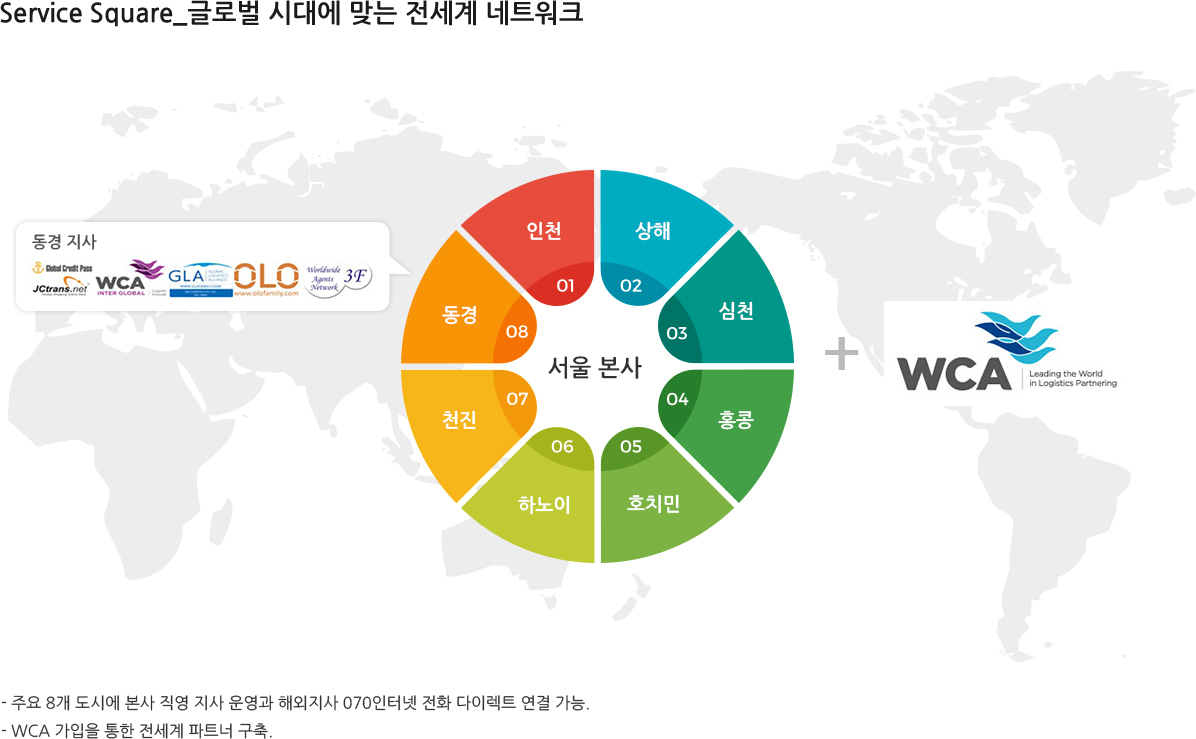 Service Square_글로벌 시대에 맞는 전세계 네트워크
동경 지사
Global Credit Pass
JCtrans.net
WCA
INTER GLOBAL
GLA
GLOBAL LOGISTICS ALLIANCE
WWW.GLAFAMILY.COM
OLO
www.olofamily.com
Worldwide
Agents
Network
3F
인천
01
상해
02
심천
03
홍콩
04
호치민
05
하노이
06
천진
07
동경
08
서울 본사
+
WCA
Leading the World
in Logistics Partnering
- 주요 8개 도시에 본사 직영 지사 운영과 해외지사 070인터넷 전화 다이렉트 연결 가능.
- WCA 가입을 통한 전세계 파트너 구축.